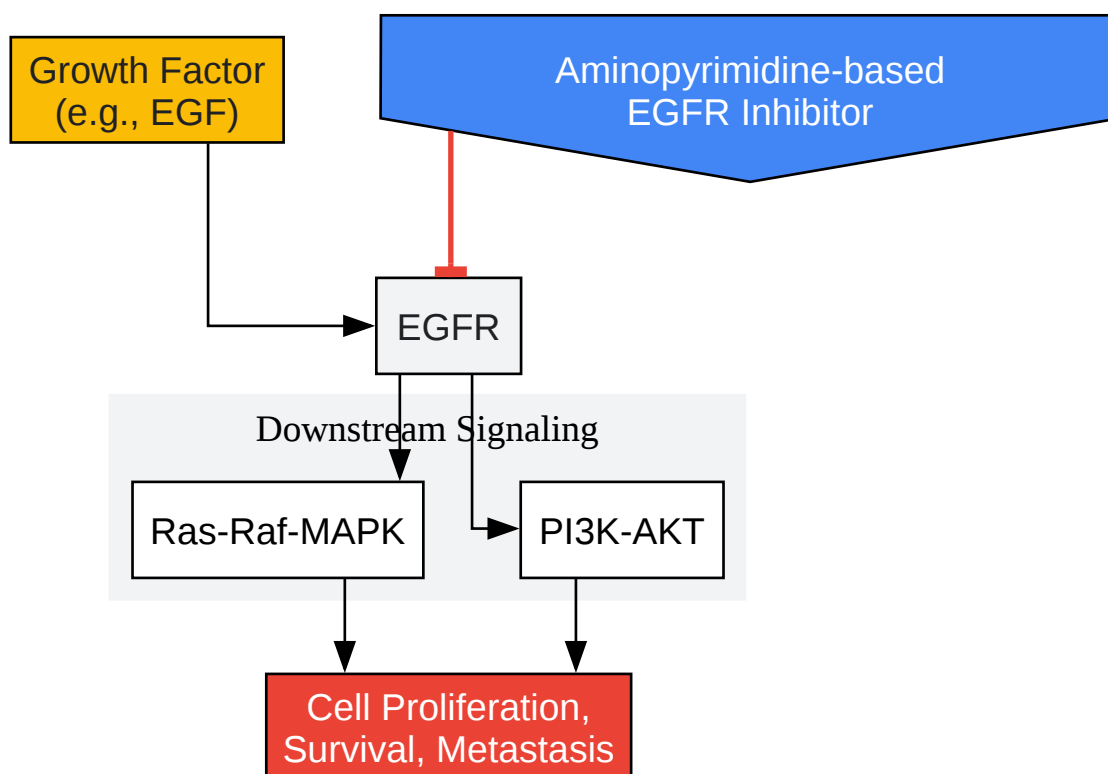 Growth Factor
(e.g., EGF)
Aminopyrimidine-based
EGFR Inhibitor
EGFR
Downstream Signaling
Ras-Raf-MAPK
PI3K-AKT
Cell Proliferation,
Survival, Metastasis